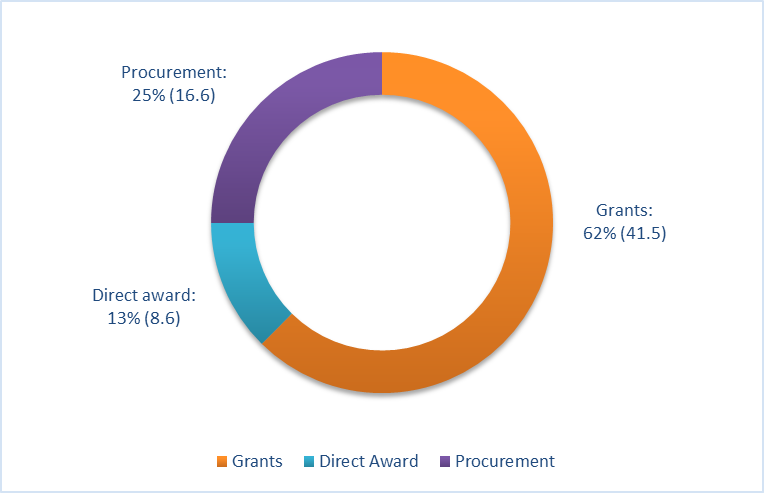 Procurement:
25% (16.6)
Grants:
62% (41.5)
Direct award:
13% (8.6)
Grants Direct Award Procurement